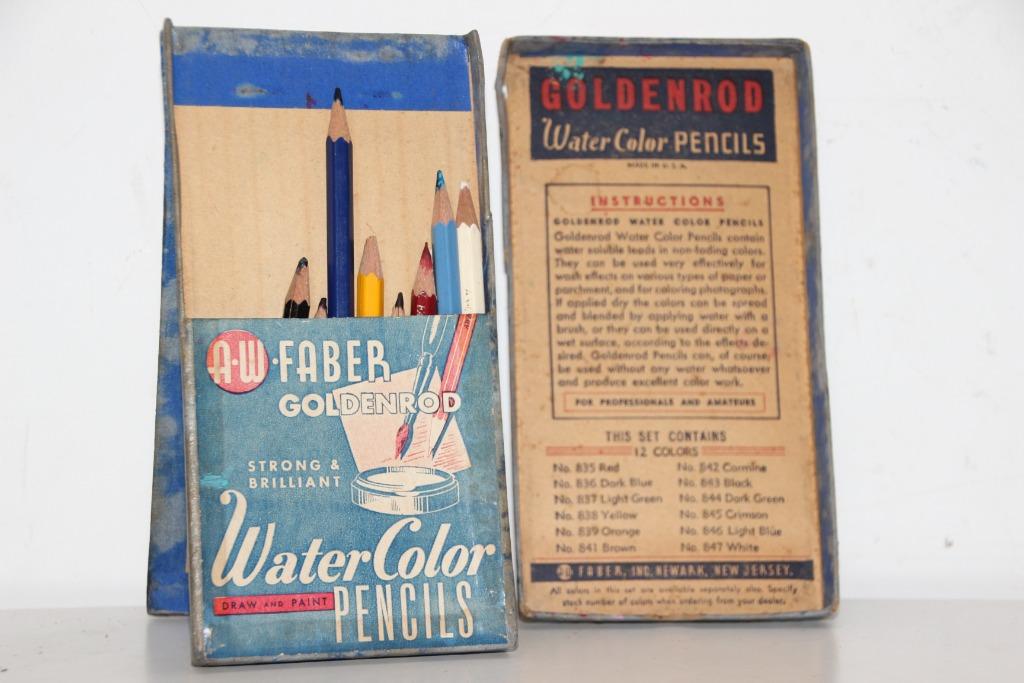 A·W·FABER
GOLDENROD
STRONG &
BRILLIANT
Water Color
DRAW AND PAINT
PENCILS
GOLDENROD
Water Color PENCILS
MADE IN U.S.A.
INSTRUCTIONS
GOLDENROD WATER COLOR PENCILS
Goldenrod Water Color Pencils contain
water soluble leads in non-fading colors.
They can be used very effectively for
wash effects on various types of paper or
parchment, and for coloring photographs.
If applied dry the colors can be spread
and blended by applying water with a
brush, or they can be used directly on a
wet surface, according to the effects de-
sired. Goldenrod Pencils can, of course,
be used without any water whatsoever
and produce excellent color work.
FOR PROFESSIONALS AND AMATEURS
THIS SET CONTAINS
12 COLORS
No. 835 Red No. 842 Carmine
No. 836 Dark Blue No. 843 Black
No. 837 Light Green No. 844 Dark Green
No. 838 Yellow No. 845 Crimson
No. 839 Orange No. 846 Light Blue
No. 841 Brown No. 847 White
FABER, INC. NEWARK, NEW JERSEY.
All colors in this set are available separately also. Specify
stock number of colors when ordering from your dealer.